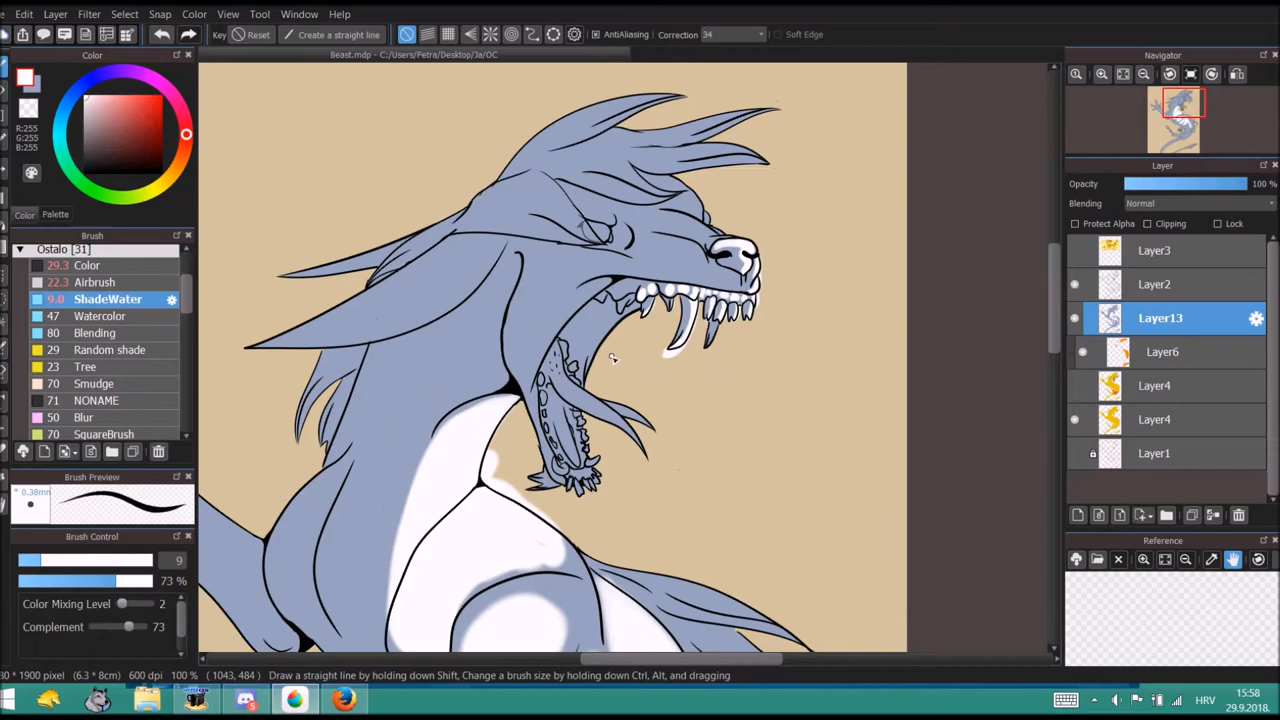 Edit Layer Filter Select Snap Color View Tool Window Help
Key Reset Create a straight line AntiAliasing Correction 34 Soft Edge
Color
Beast.mdp - C:/Users/Petra/Desktop/Ja/OC
Navigator
R:255
G:255
B:255
Color Palette
Brush
Ostalo [31]
29.3 Color
22.3 Airbrush
9.0 ShadeWater
47 Watercolor
80 Blending
29 Random shade
23 Tree
70 Smudge
71 NONAME
50 Blur
70 SquareBrush
Brush Preview
* 0.38mm
Brush Control
9
73 %
Color Mixing Level 2
Complement 73
Layer
Opacity 100 %
Blending Normal
Protect Alpha Clipping Lock
Layer3
Layer2
Layer13
Layer6
Layer4
Layer4
Layer1
Reference
* 1900 pixel (6.3 * 8cm) 600 dpi 100 % (1043, 484) Draw a straight line by holding down Shift, Change a brush size by holding down Ctrl, Alt, and dragging
HRV
15:58
29.9.2018.